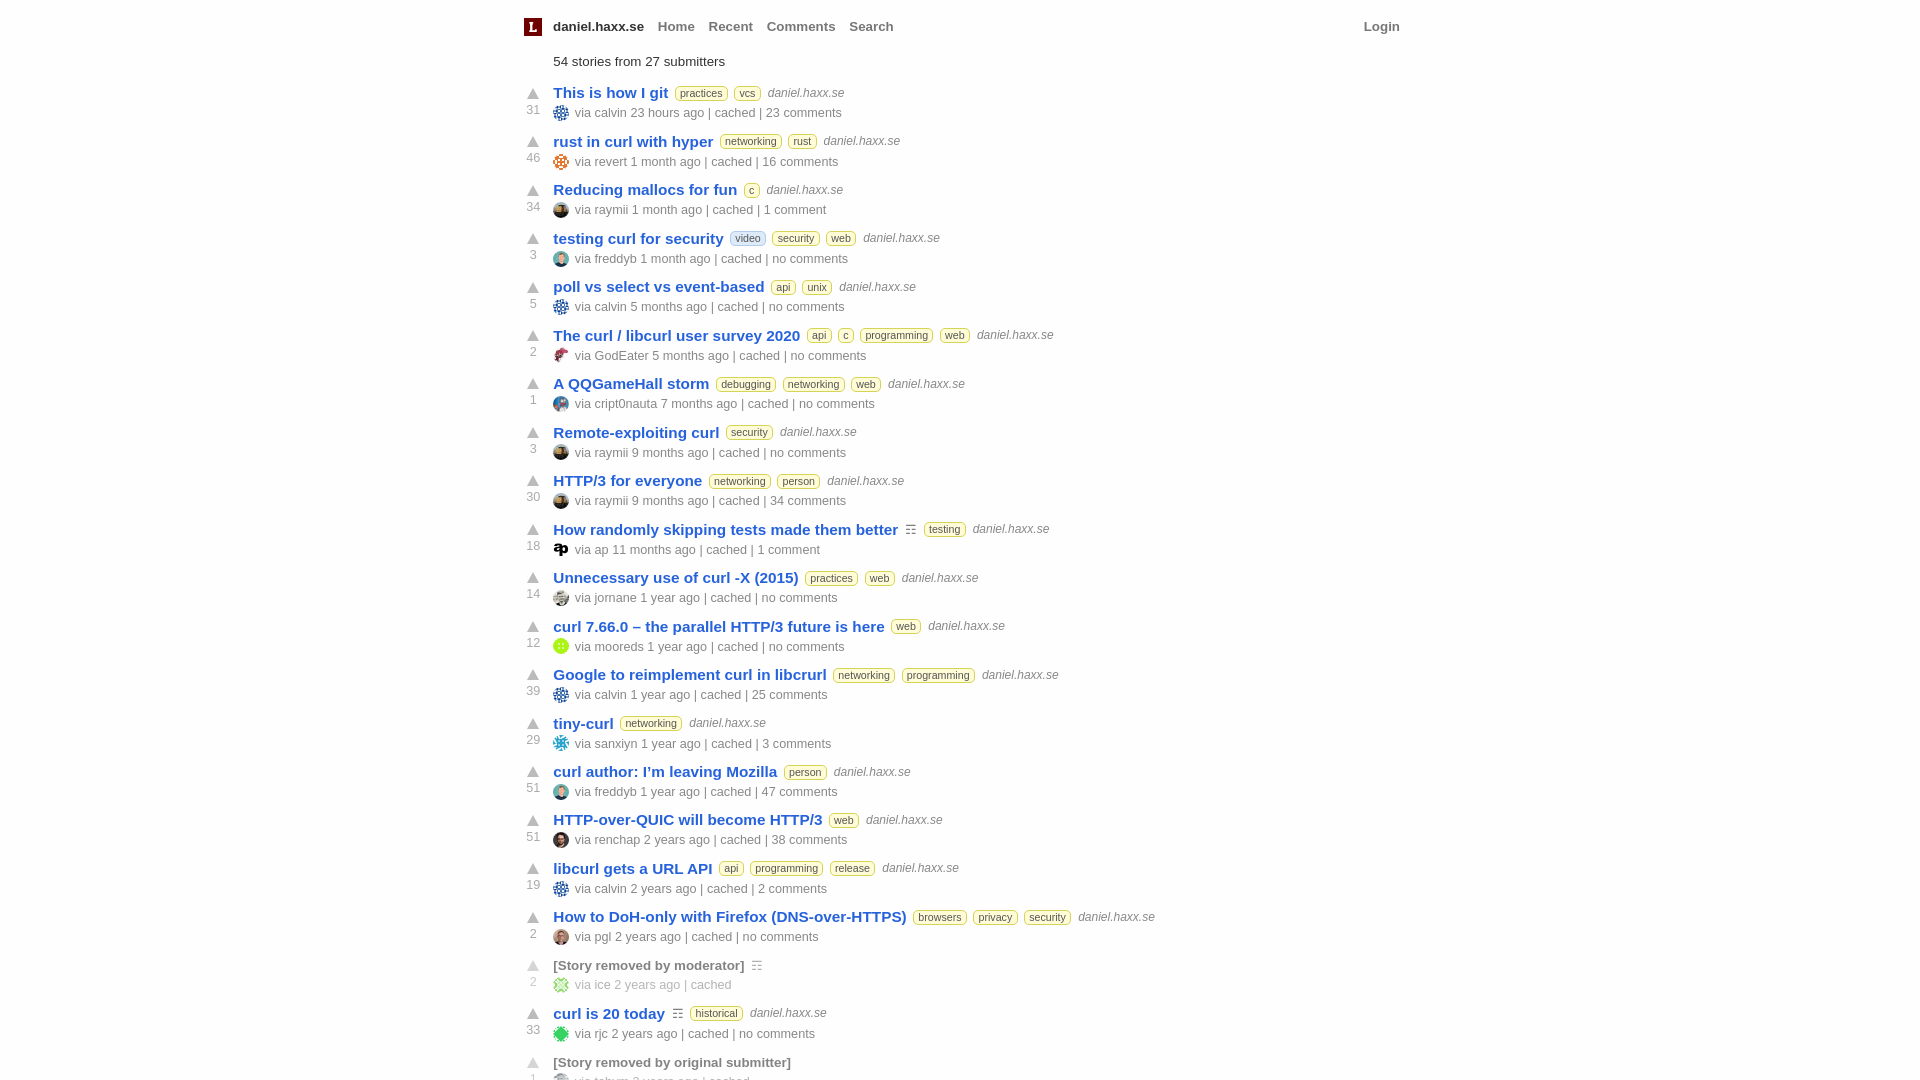 L daniel.haxx.se Home Recent Comments Search Login
54 stories from 27 submitters
This is how I git practices vcs daniel.haxx.se
31 via calvin 23 hours ago | cached | 23 comments
rust in curl with hyper networking rust daniel.haxx.se
46 via revert 1 month ago | cached | 16 comments
Reducing mallocs for fun c daniel.haxx.se
34 via raymii 1 month ago | cached | 1 comment
testing curl for security video security web daniel.haxx.se
3 via freddyb 1 month ago | cached | no comments
poll vs select vs event-based api unix daniel.haxx.se
5 via calvin 5 months ago | cached | no comments
The curl / libcurl user survey 2020 api c programming web daniel.haxx.se
2 via GodEater 5 months ago | cached | no comments
A QQGameHall storm debugging networking web daniel.haxx.se
1 via cript0nauta 7 months ago | cached | no comments
Remote-exploiting curl security daniel.haxx.se
3 via raymii 9 months ago | cached | no comments
HTTP/3 for everyone networking person daniel.haxx.se
30 via raymii 9 months ago | cached | 34 comments
How randomly skipping tests made them better ☶ testing daniel.haxx.se
18 via ap 11 months ago | cached | 1 comment
Unnecessary use of curl -X (2015) practices web daniel.haxx.se
14 via jornane 1 year ago | cached | no comments
curl 7.66.0 – the parallel HTTP/3 future is here web daniel.haxx.se
12 via mooreds 1 year ago | cached | no comments
Google to reimplement curl in libcrurl networking programming daniel.haxx.se
39 via calvin 1 year ago | cached | 25 comments
tiny-curl networking daniel.haxx.se
29 via sanxiyn 1 year ago | cached | 3 comments
curl author: I’m leaving Mozilla person daniel.haxx.se
51 via freddyb 1 year ago | cached | 47 comments
HTTP-over-QUIC will become HTTP/3 web daniel.haxx.se
51 via renchap 2 years ago | cached | 38 comments
libcurl gets a URL API api programming release daniel.haxx.se
19 via calvin 2 years ago | cached | 2 comments
How to DoH-only with Firefox (DNS-over-HTTPS) browsers privacy security daniel.haxx.se
2 via pgl 2 years ago | cached | no comments
[Story removed by moderator] ☶
2 via ice 2 years ago | cached
curl is 20 today ☶ historical daniel.haxx.se
33 via rjc 2 years ago | cached | no comments
[Story removed by original submitter]